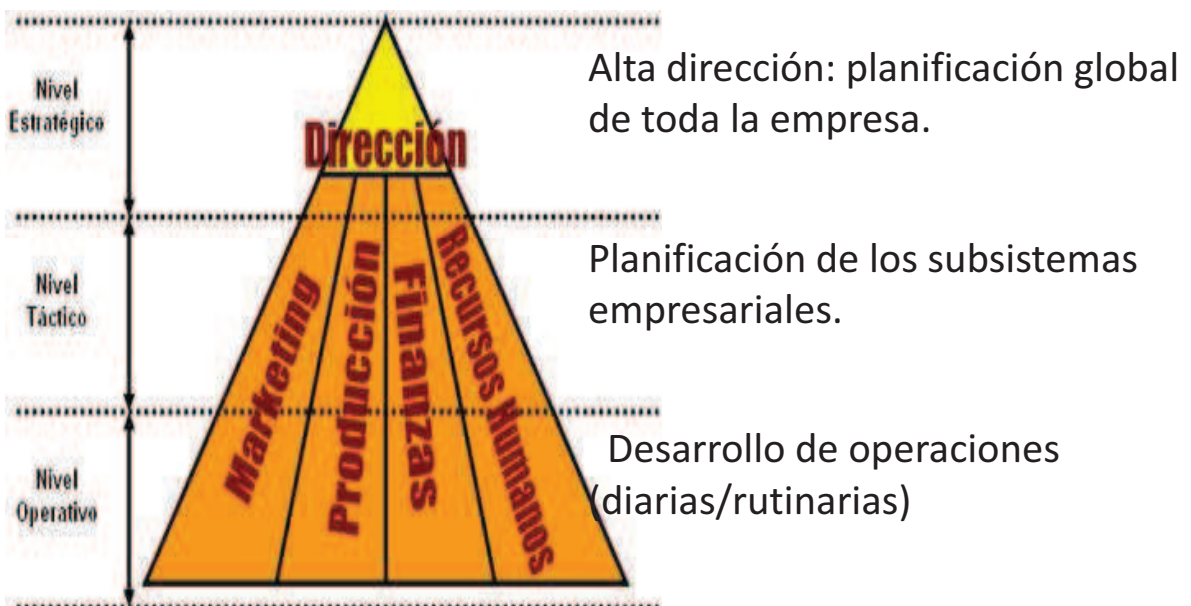 Nivel
Estratégico
Dirección
Alta dirección: planificación global
de toda la empresa.
Nivel
Táctico
Planificación de los subsistemas
empresariales.
Marketing
Producción
Finanzas
Recursos Humanos
Nivel
Operativo
Desarrollo de operaciones
(diarias/rutinarias)